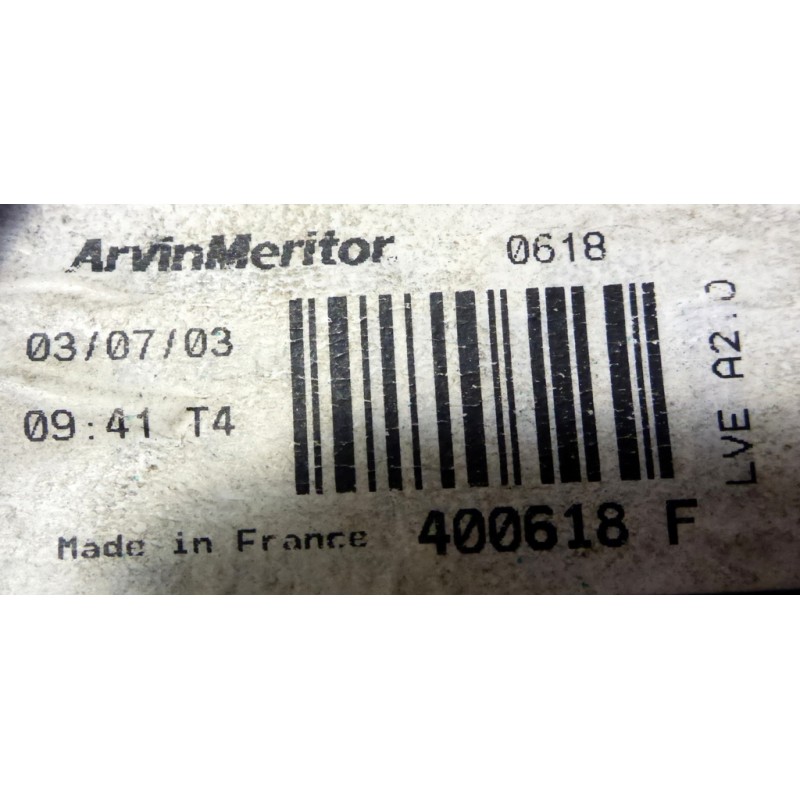 ArvinMeritor 0618
03/07/03
09:41 T4
LVE A2.0
Made in France 400618 F